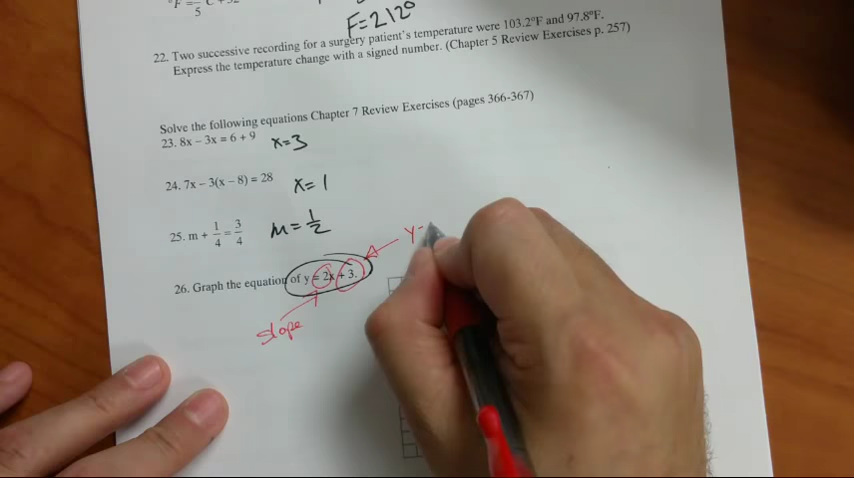 5
F=212°
22. Two successive recording for a surgery patient's temperature were 103.2°F and 97.8°F.
Express the temperature change with a signed number. (Chapter 5 Review Exercises p. 257)
Solve the following equations Chapter 7 Review Exercises (pages 366-367)
23. 8x – 3x = 6 + 9 x=3
24. 7x – 3(x – 8) = 28 x=1
25. m + 1/4 = 3/4 m=1/2
y-
26. Graph the equation of y = 2x + 3.
slope